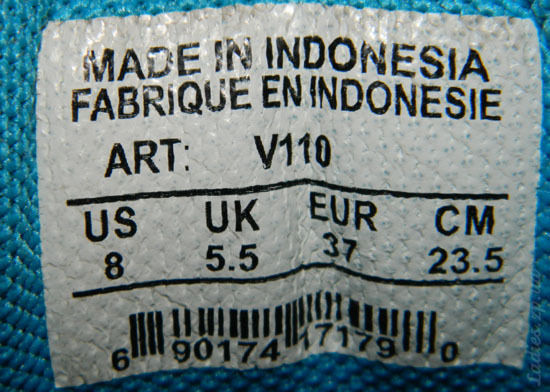 MADE IN INDONESIA
FABRIQUE EN INDONESIE
ART: V110
US UK EUR CM
8 5.5 37 23.5
6 90174 17179 0